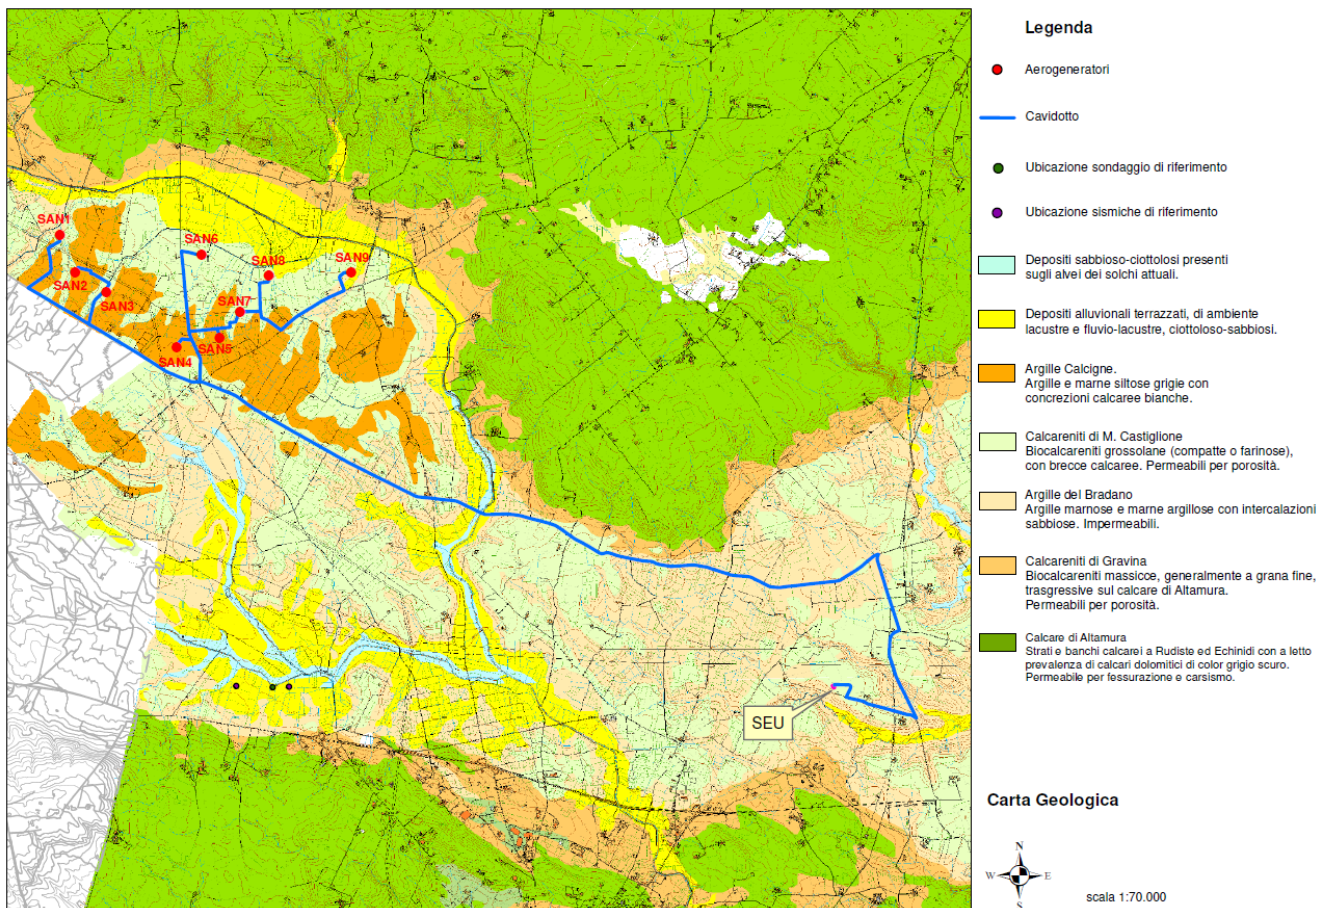 SAN1
SAN6
SAN8
SAN9
SAN2
SAN3
SAN7
SAN5
SAN4
SEU
Legenda
Aerogeneratori
Cavidotto
Ubicazione sondaggio di riferimento
Ubicazione sismiche di riferimento
Depositi sabbioso-ciottolosi presenti
sugli alvei dei solchi attuali.
Depositi alluvionali terrazzati, di ambiente
lacustre e fluvio-lacustre, ciottoloso-sabbiosi.
Argille Calcigne.
Argille e marne siltose grigie con
concrezioni calcaree bianche.
Calcareniti di M. Castiglione
Biocalcareniti grossolane (compatte o farinose),
con brecce calcaree. Permeabili per porosità.
Argille del Bradano
Argille marnose e marne argillose con intercalazioni
sabbiose. Impermeabili.
Calcareniti di Gravina
Biocalcareniti massicce, generalmente a grana fine,
trasgressive sul calcare di Altamura.
Permeabili per porosità.
Calcare di Altamura
Strati e banchi calcarei a Rudiste ed Echinidi con a letto
prevalenza di calcari dolomitici di color grigio scuro.
Permeabile per fessurazione e carsismo.
Carta Geologica
N
W E
S
scala 1:70.000